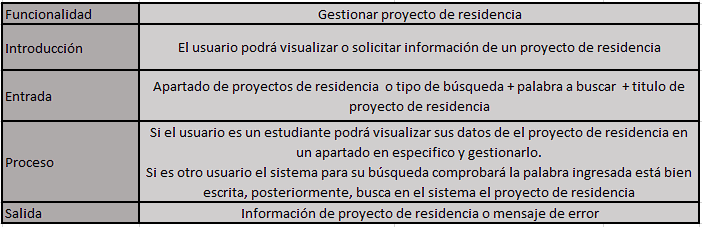 Funcionalidad Gestionar proyecto de residencia
Introducción El usuario podrá visualizar o solicitar información de un proyecto de residencia
Entrada Apartado de proyectos de residencia o tipo de búsqueda + palabra a buscar + titulo de
proyecto de residencia
Proceso Si el usuario es un estudiante podrá visualizar sus datos de el proyecto de residencia en
un apartado en especifico y gestionarlo.
Si es otro usuario el sistema para su búsqueda comprobará la palabra ingresada está bien
escrita, posteriormente, busca en el sistema el proyecto de residencia
Salida Información de proyecto de residencia o mensaje de error